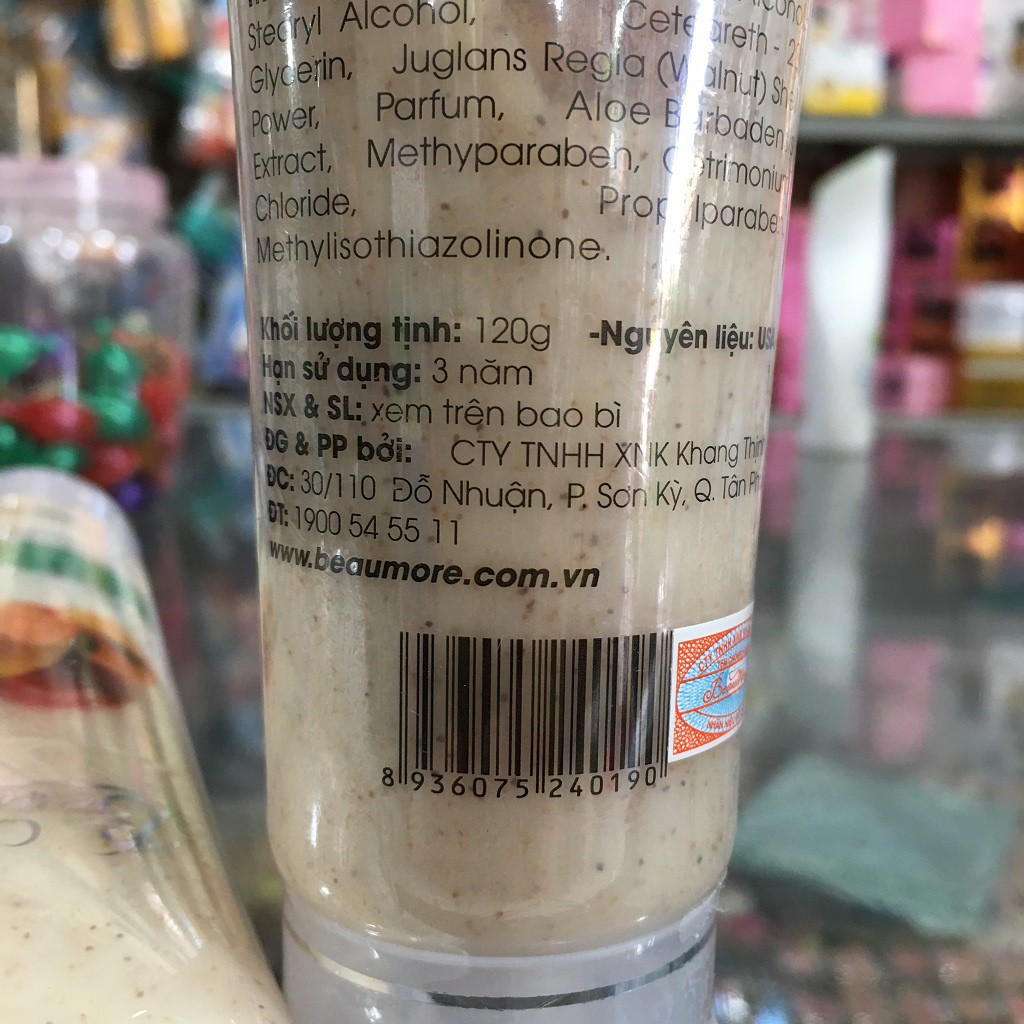 Stearyl Alcohol, Ceteareth - 2
Glycerin, Juglans Regia (Walnut) She
Power, Parfum, Aloe Barbaden
Extract, Methyparaben, Cetrimoniu
Chloride, Propylparabe
Methylisothiazolinone.
Khối lượng tịnh: 120g -Nguyên liệu: USA
Hạn sử dụng: 3 năm
NSX & SL: xem trên bao bì
ĐG & PP bởi: CTY TNHH XNK Khang Thịn
ĐC: 30/110 Đỗ Nhuận, P. Sơn Kỳ, Q. Tân Ph
ĐT: 1900 54 55 11
www.beaumore.com.vn
8 936075 240190